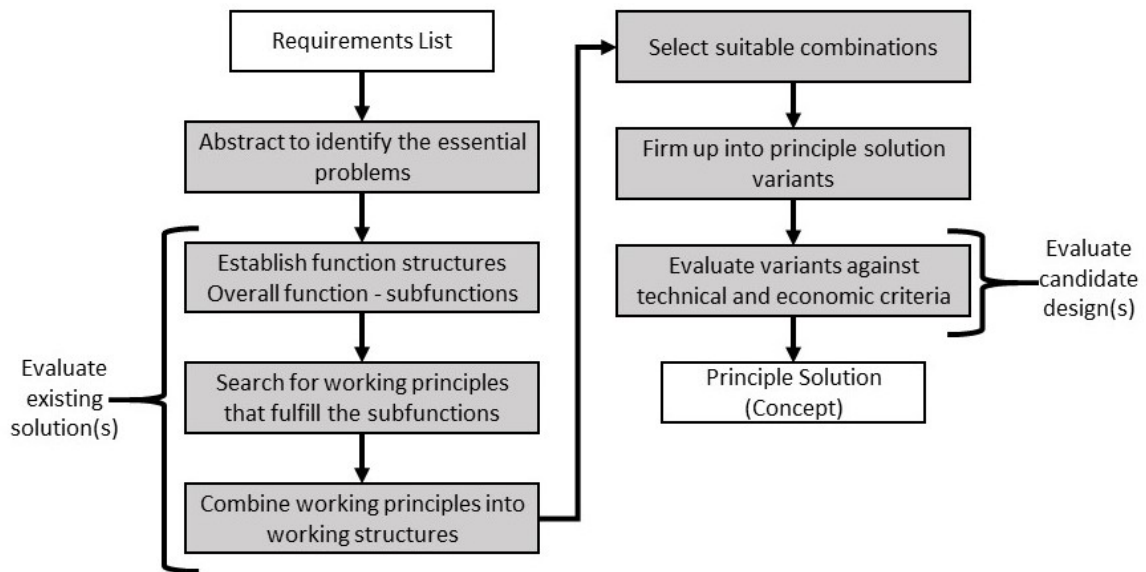 Requirements List
Abstract to identify the essential
problems
Establish function structures
Overall function - subfunctions
Search for working principles
that fulfill the subfunctions
Combine working principles into
working structures
Evaluate
existing
solution(s)
Select suitable combinations
Firm up into principle solution
variants
Evaluate variants against
technical and economic criteria
Principle Solution
(Concept)
Evaluate
candidate
design(s)